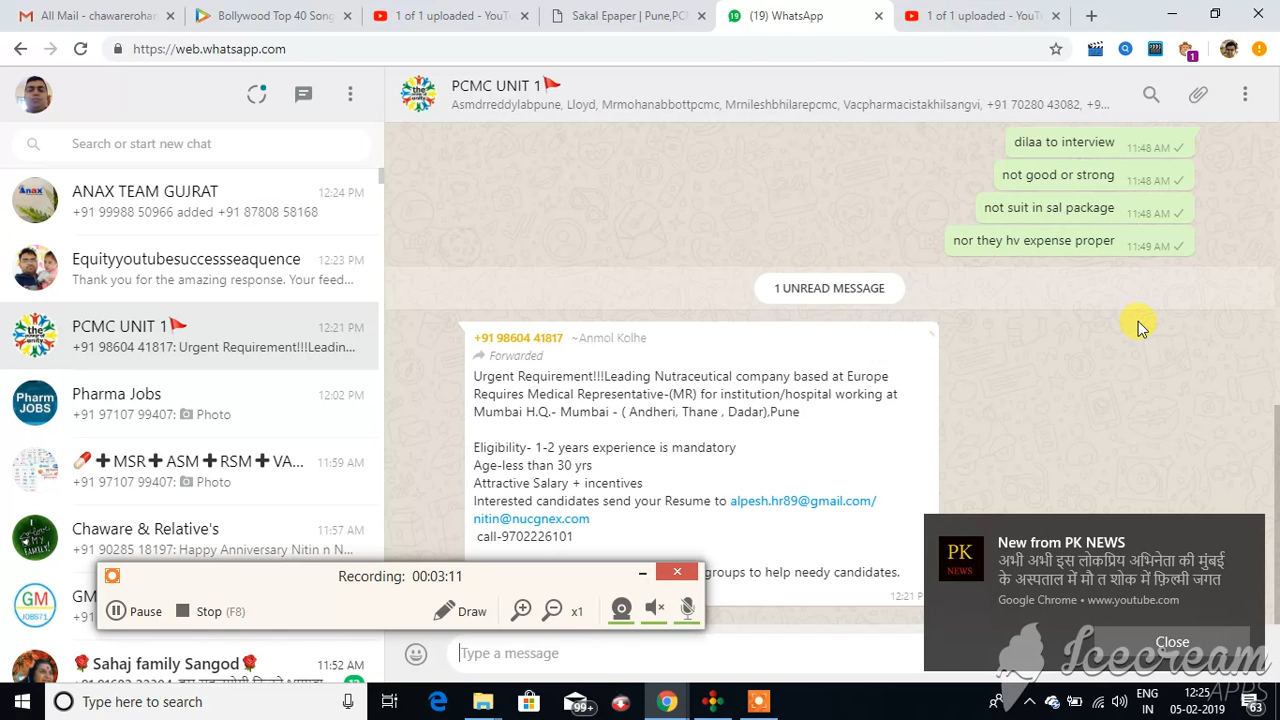 All Mail - chawarerohan
Bollywood Top 40 Song
1 of 1 uploaded - YouTu
Sakal Epaper | Pune,PC
(19) WhatsApp
1 of 1 uploaded - YouTu
https://web.whatsapp.com
1
PCMC UNIT 1🚩
Asmdrreddylabpune, Lloyd, Mrmohanabbottpcmc, Mrnileshbhilarepcmc, Vacpharmacistakhilsangvi, +91 70280 43082, +9...
Search or start new chat
ANAX TEAM GUJRAT 12:24 PM
+91 99988 50966 added +91 87808 58168
Equityyoutubesuccessseaquence 12:23 PM
Thank you for the amazing response. Your feed...
PCMC UNIT 1🚩 12:21 PM
+91 98604 41817: Urgent Requirement!!!Leadin...
Pharma Jobs 12:02 PM
+91 97107 99407: Photo
MSR➕ASM➕RSM➕VA... 11:59 AM
+91 97107 99407: Photo
Chaware & Relative's 11:57 AM
+91 90285 18197: Happy Anniversary Nitin n N...
GM
🌹Sahaj family Sangod🌹 11:52 AM
dilaa to interview 11:48 AM
not good or strong 11:48 AM
not suit in sal package 11:48 AM
nor they hv expense proper 11:49 AM
1 UNREAD MESSAGE
+91 98604 41817 ~Anmol Kolhe
Forwarded
Urgent Requirement!!!Leading Nutraceutical company based at Europe
Requires Medical Representative-(MR) for institution/hospital working at
Mumbai H.Q.- Mumbai - ( Andheri, Thane , Dadar),Pune
Eligibility- 1-2 years experience is mandatory
Age-less than 30 yrs
Attractive Salary + incentives
Interested candidates send your Resume to alpesh.hr89@gmail.com/
nitin@nucgnex.com
call-9702226101
groups to help needy candidates.
12:21
Type a message
Recording: 00:03:11
Pause
Stop (F8)
Draw
x1
PK
NEWS
New from PK NEWS
अभी अभी इस लोकप्रिय अभिनेता की मुंबई
के अस्पताल में मौ त शोक में फ़िल्मी जगत
Google Chrome • www.youtube.com
Close
Icecream
APPS
Type here to search
99+
ENG
IN
12:25
05-02-2019
63